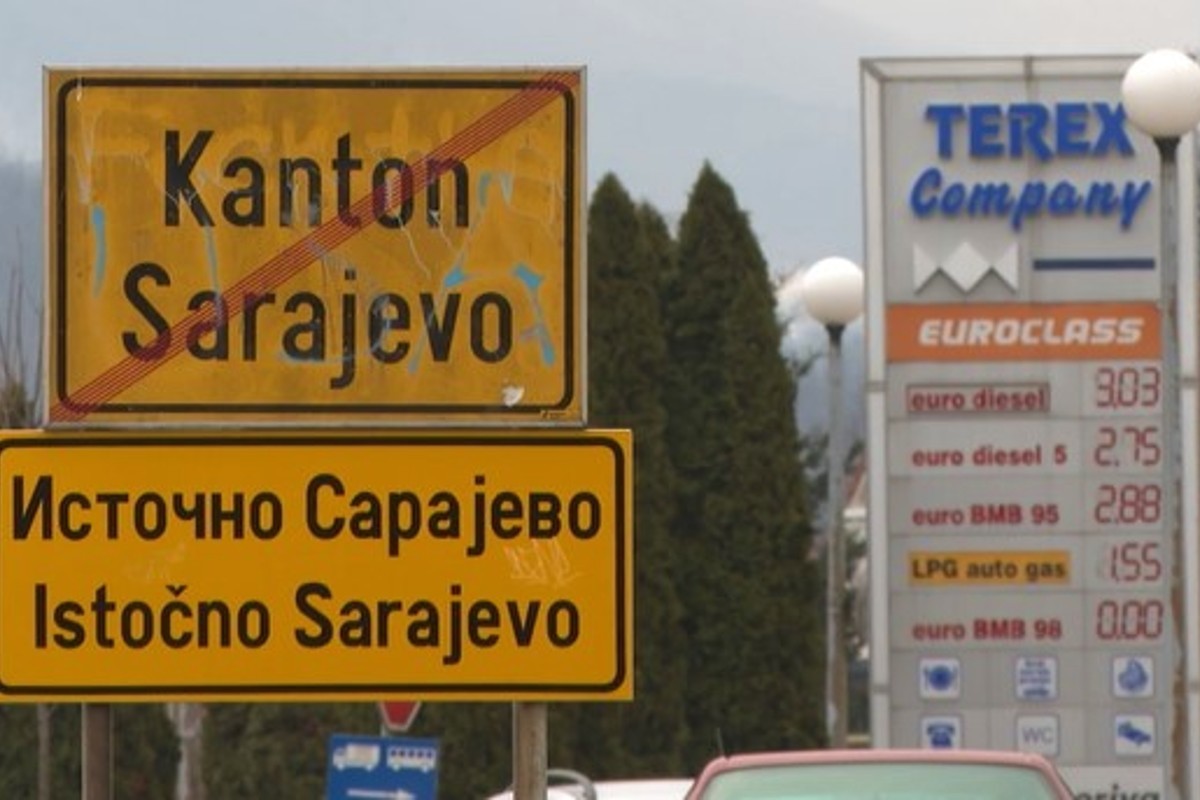 Kanton
Sarajevo
Источно Сарајево
Istočno Sarajevo
TEREX
Company
EUROCLASS
euro diesel 3.03
euro diesel 5 2.75
euro BMB 95 2.88
LPG auto gas 1.55
euro BMB 98 0.00
WC